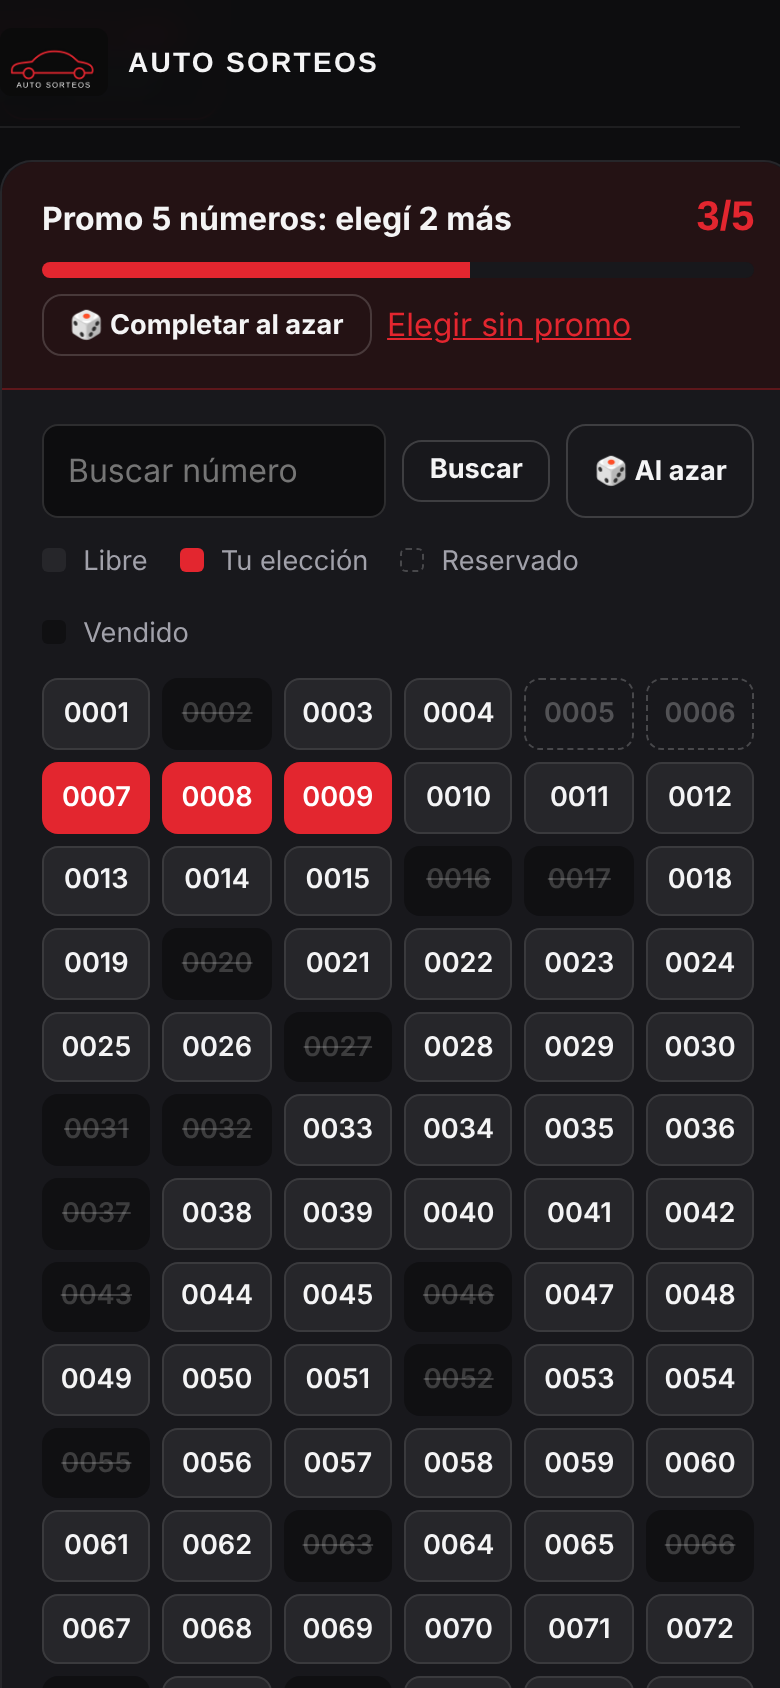 AUTO SORTEOS
AUTO SORTEOS
Promo 5 números: elegí 2 más 3/5
Completar al azar Elegir sin promo
Buscar número Buscar Al azar
Libre Tu elección Reservado
Vendido
0001 0002 0003 0004 0005 0006
0007 0008 0009 0010 0011 0012
0013 0014 0015 0016 0017 0018
0019 0020 0021 0022 0023 0024
0025 0026 0027 0028 0029 0030
0031 0032 0033 0034 0035 0036
0037 0038 0039 0040 0041 0042
0043 0044 0045 0046 0047 0048
0049 0050 0051 0052 0053 0054
0055 0056 0057 0058 0059 0060
0061 0062 0063 0064 0065 0066
0067 0068 0069 0070 0071 0072